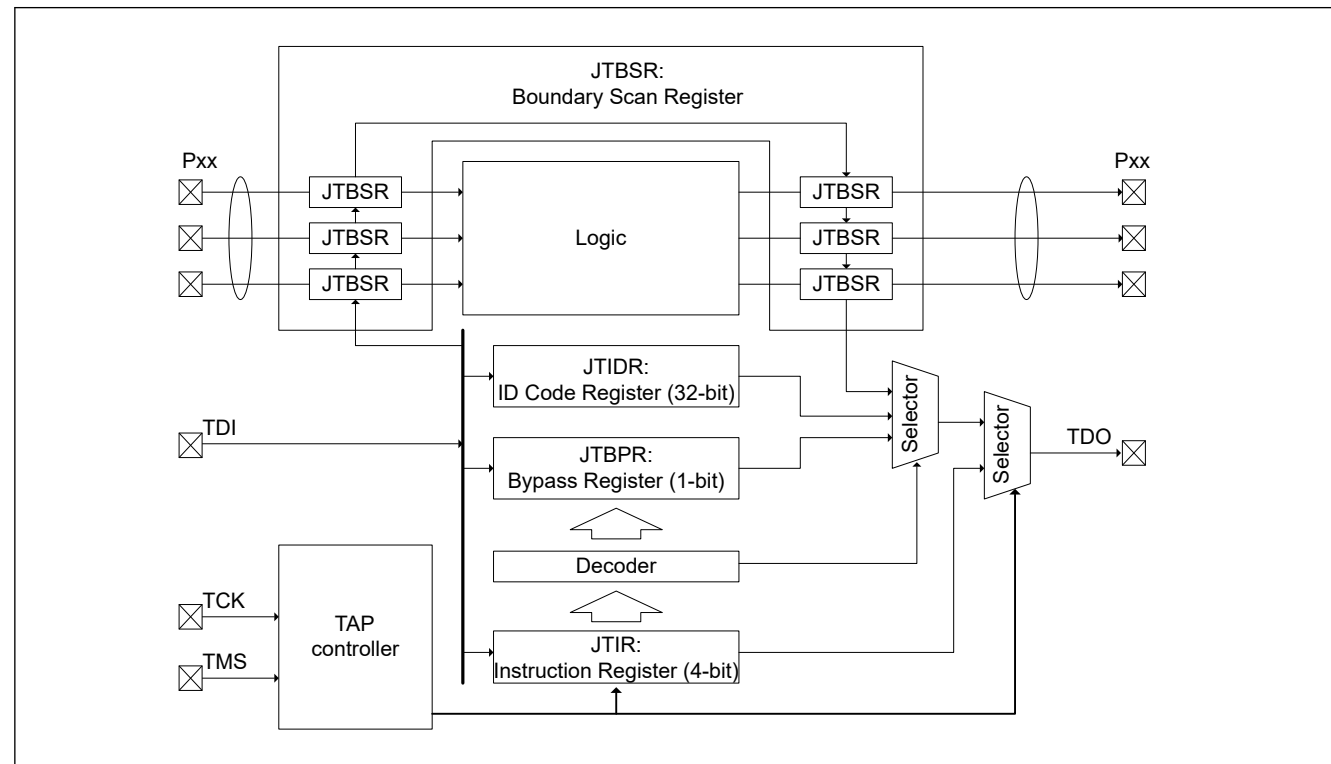 JTBSR:
Boundary Scan Register
Pxx
Pxx
JTBSR
JTBSR
JTBSR
JTBSR
Logic
JTBSR
JTBSR
JTIDR:
ID Code Register (32-bit)
Selector
Selector
TDI
TDO
JTBPR:
Bypass Register (1-bit)
Decoder
TCK
TAP
controller
TMS
JTIR:
Instruction Register (4-bit)